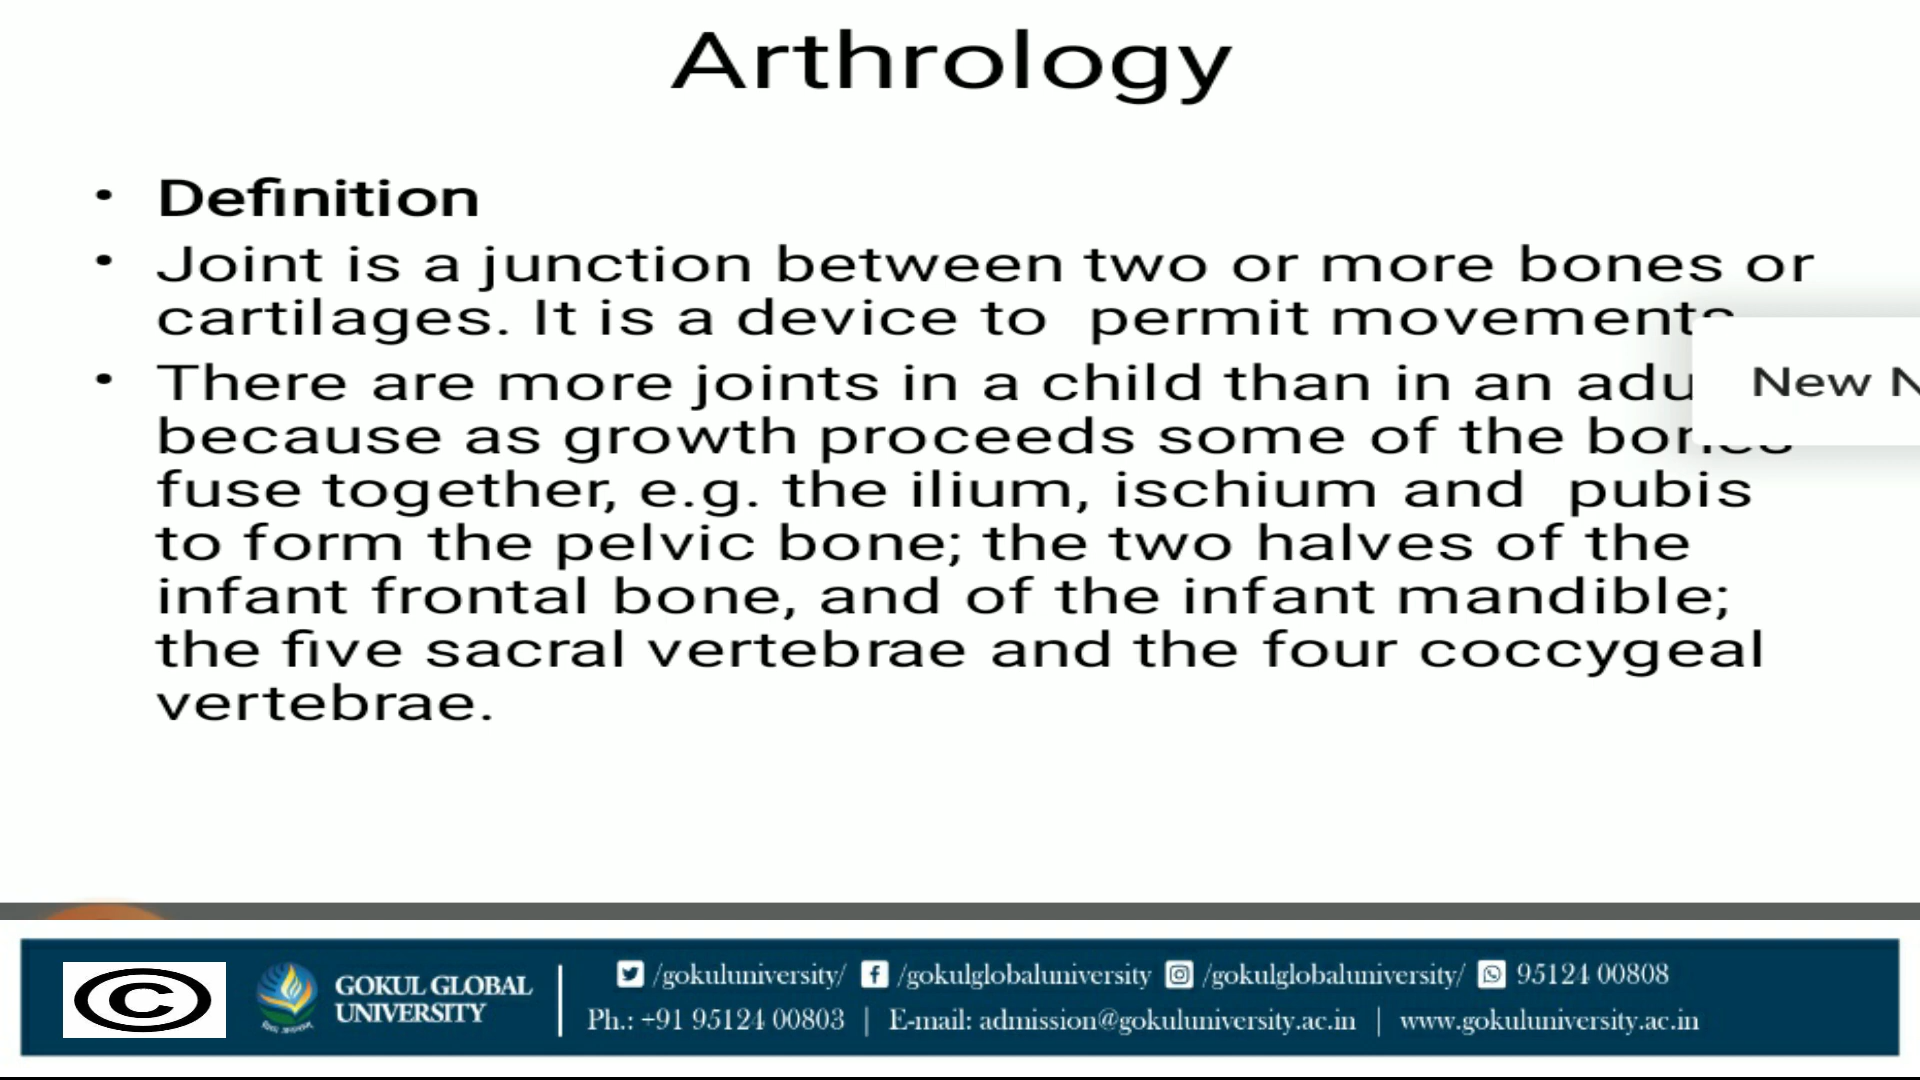 Arthrology
• Definition
• Joint is a junction between two or more bones or
cartilages. It is a device to permit movements
• There are more joints in a child than in an
because as growth proceeds some of the bones
fuse together, e.g. the ilium, ischium and pubis
to form the pelvic bone; the two halves of the
infant frontal bone, and of the infant mandible;
the five sacral vertebrae and the four coccygeal
vertebrae.
New
©
GOKUL GLOBAL
UNIVERSITY
/gokuluniversity/ /gokulglobaluniversity /gokulglobaluniversity/ 95124 00808
Ph.: +91 95124 00803 | E-mail: admission@gokuluniversity.ac.in | www.gokuluniversity.ac.in